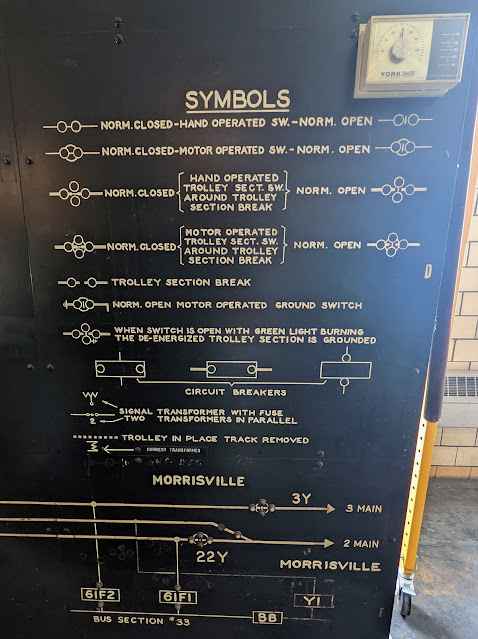 YORK
SYMBOLS
NORM. CLOSED-HAND OPERATED SW.-NORM. OPEN
NORM. CLOSED-MOTOR OPERATED SW.-NORM. OPEN
HAND OPERATED
TROLLEY SECT. SW.
NORM. CLOSED AROUND TROLLEY NORM. OPEN
SECTION BREAK
MOTOR OPERATED
TROLLEY SECT. SW.
NORM. CLOSED AROUND TROLLEY NORM. OPEN
SECTION BREAK
TROLLEY SECTION BREAK
NORM. OPEN MOTOR OPERATED GROUND SWITCH
WHEN SWITCH IS OPEN WITH GREEN LIGHT BURNING
THE DE-ENERGIZED TROLLEY SECTION IS GROUNDED
CIRCUIT BREAKERS
SIGNAL TRANSFORMER WITH FUSE
2 TWO TRANSFORMERS IN PARALLEL
TROLLEY IN PLACE TRACK REMOVED
CURRENT TRANSFORMER
MORRISVILLE
3Y 3 MAIN
2 MAIN
22Y MORRISVILLE
61F2 61F1 Y1
BUS SECTION #33 BB